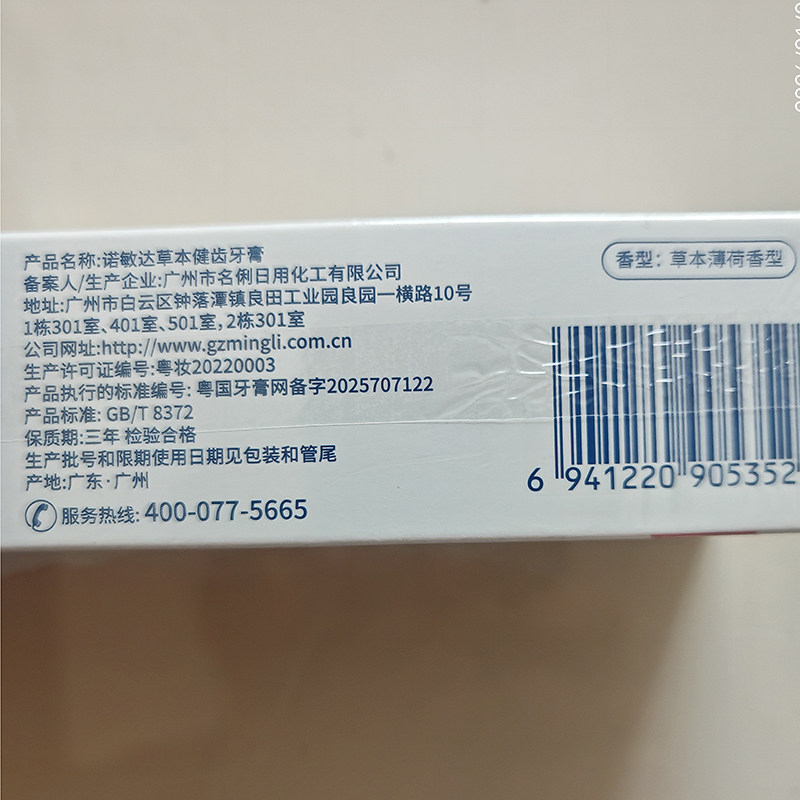 产品名称:诺敏达草本健齿牙膏
备案人/生产企业:广州市名俐日用化工有限公司
地址:广州市白云区钟落潭镇良田工业园良园一横路10号
1栋301室、401室、501室,2栋301室
公司网址:http://www.gzmingli.com.cn
生产许可证编号:粤妆20220003
产品执行的标准编号: 粤国牙膏网备字2025707122
产品标准: GB/T 8372
保质期:三年 检验合格
生产批号和限期使用日期见包装和管尾
产地:广东·广州
服务热线: 400-077-5665
香型: 草本薄荷香型
6 941220 905352